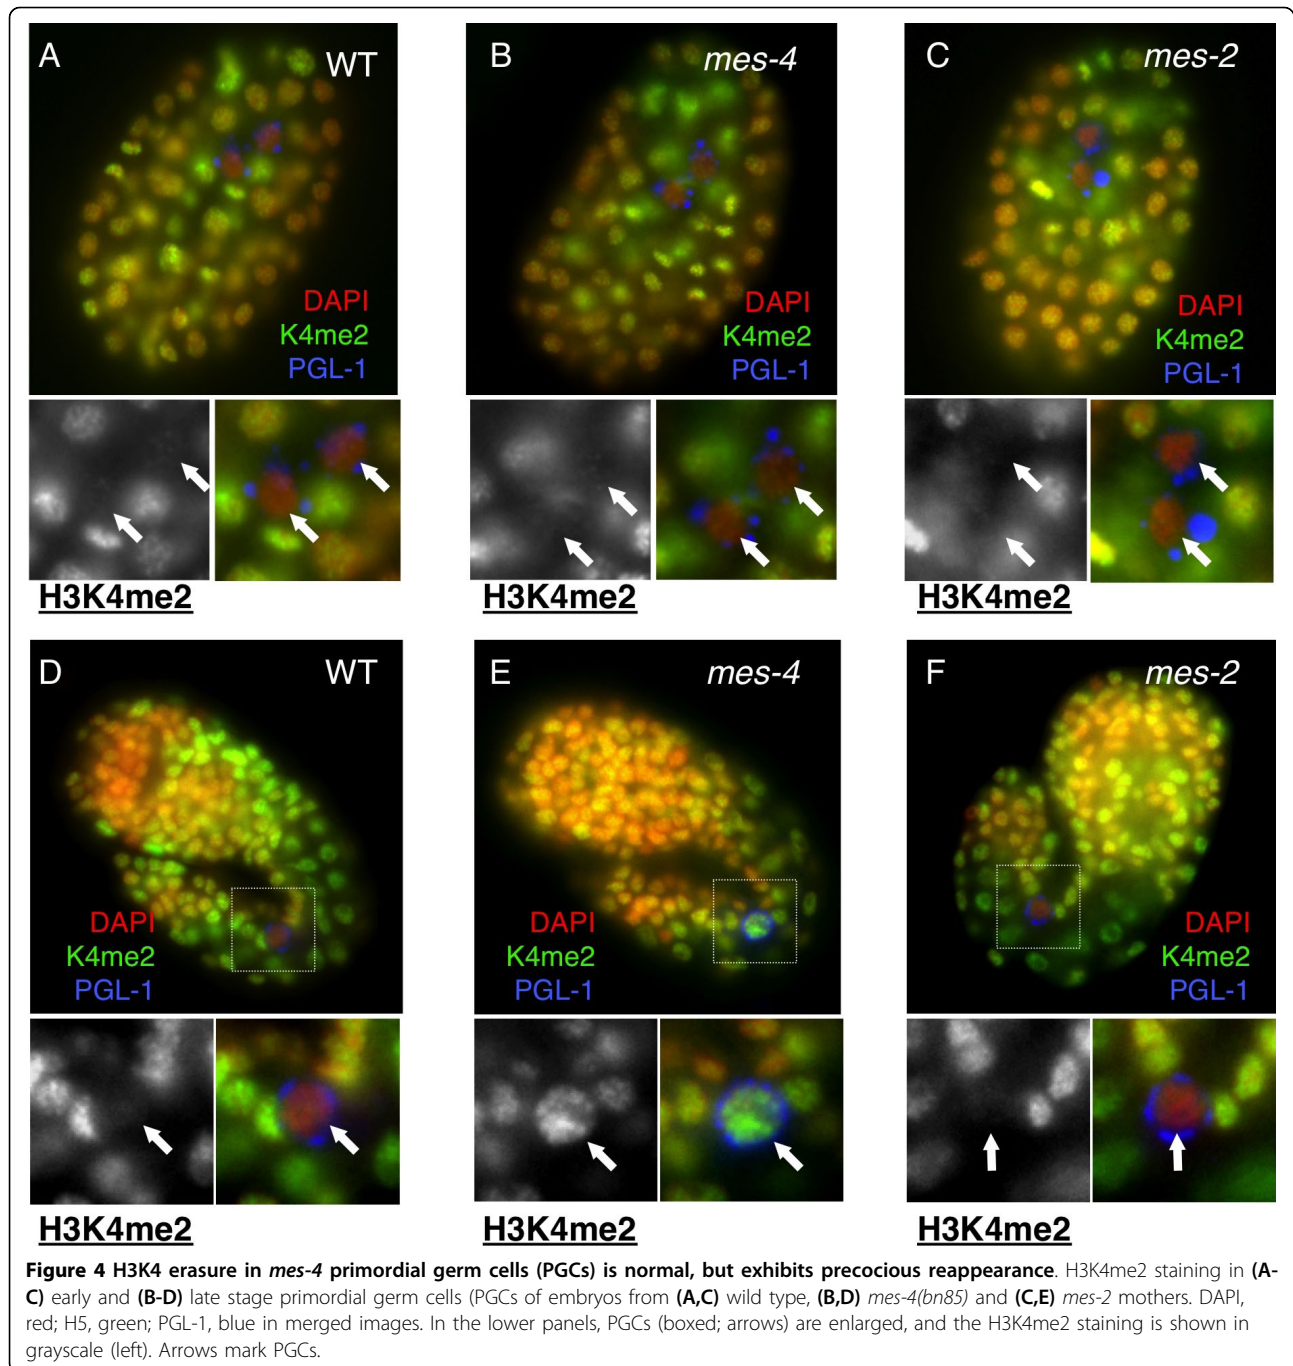 A
WT
DAPI
K4me2
PGL-1
H3K4me2
B
mes-4
DAPI
K4me2
PGL-1
H3K4me2
C
mes-2
DAPI
K4me2
PGL-1
H3K4me2
D
WT
DAPI
K4me2
PGL-1
H3K4me2
E
mes-4
DAPI
K4me2
PGL-1
H3K4me2
F
mes-2
DAPI
K4me2
PGL-1
H3K4me2
Figure 4 H3K4 erasure in mes-4 primordial germ cells (PGCs) is normal, but exhibits precocious reappearance. H3K4me2 staining in (A-
C) early and (B-D) late stage primordial germ cells (PGCs of embryos from (A,C) wild type, (B,D) mes-4(bn85) and (C,E) mes-2 mothers. DAPI,
red; H5, green; PGL-1, blue in merged images. In the lower panels, PGCs (boxed; arrows) are enlarged, and the H3K4me2 staining is shown in
grayscale (left). Arrows mark PGCs.